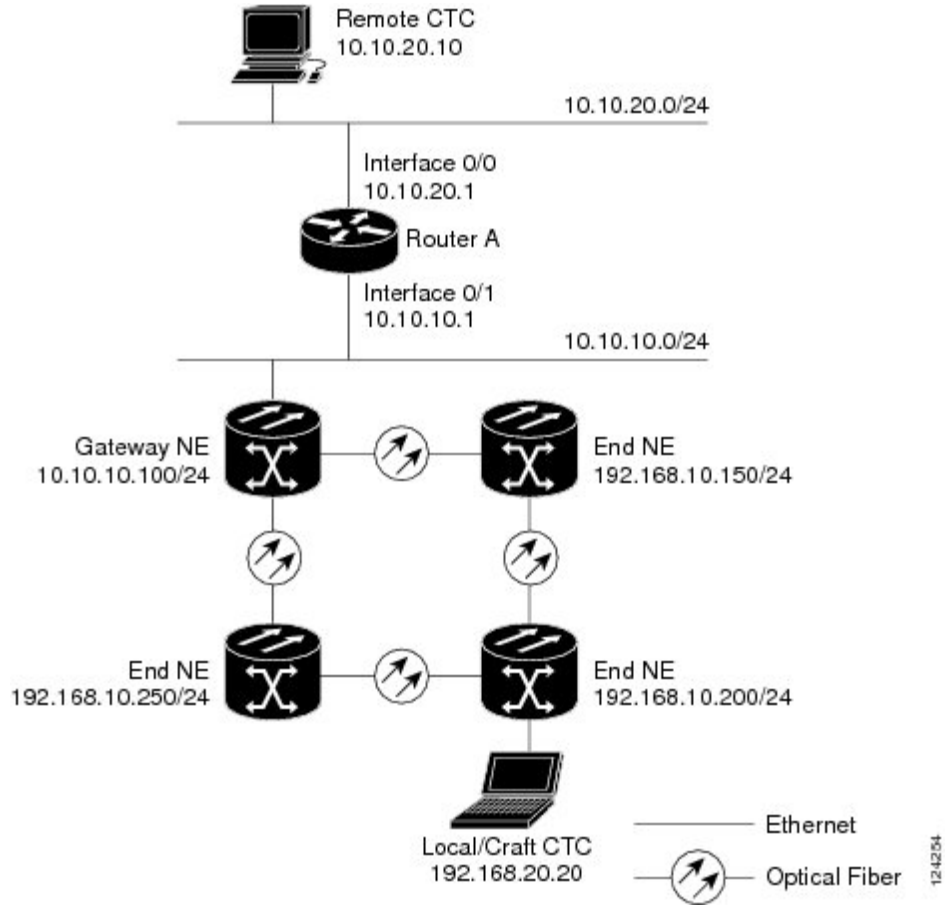 Remote CTC
10.10.20.10
10.10.20.0/24
Interface 0/0
10.10.20.1
Router A
Interface 0/1
10.10.10.1
10.10.10.0/24
Gateway NE
10.10.10.100/24
End NE
192.168.10.150/24
End NE
192.168.10.250/24
End NE
192.168.10.200/24
Local/Craft CTC
192.168.20.20
Ethernet
Optical Fiber
124254